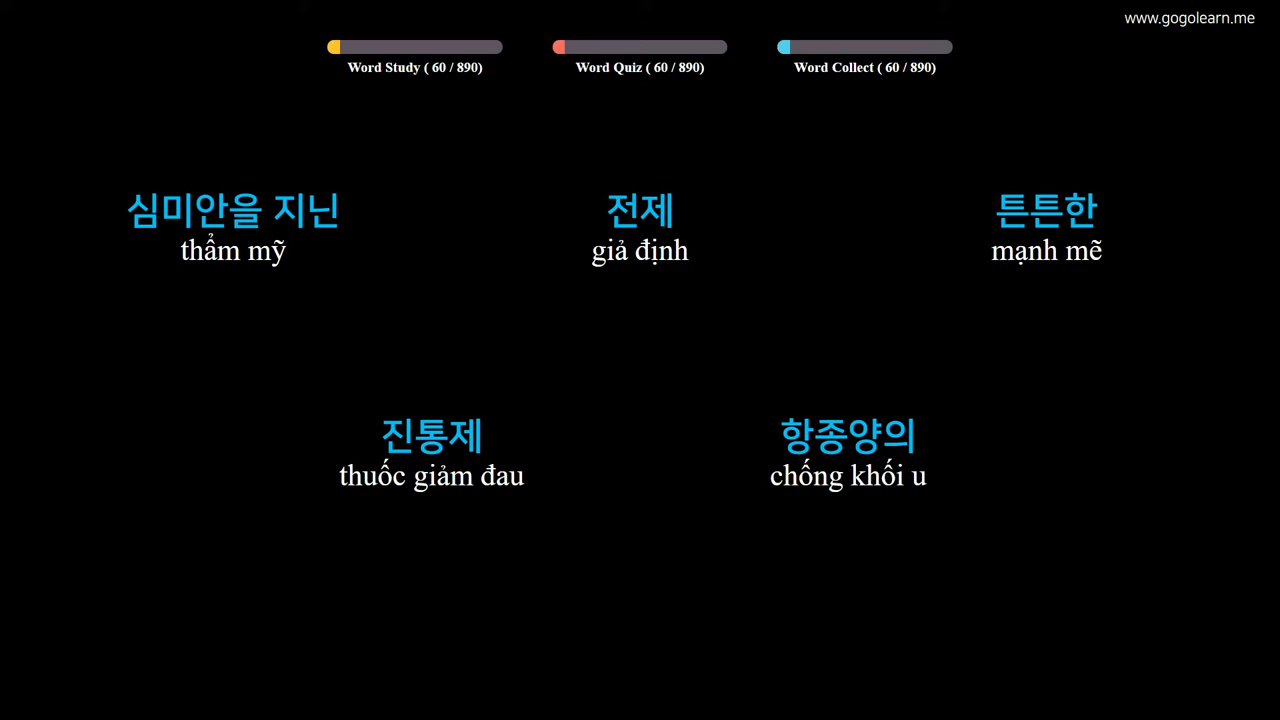 www.gogolearn.me
Word Study ( 60 / 890)
Word Quiz ( 60 / 890)
Word Collect ( 60 / 890)
심미안을 지닌
thẩm mỹ
전제
giả định
튼튼한
mạnh mẽ
진통제
thuốc giảm đau
항종양의
chống khối u